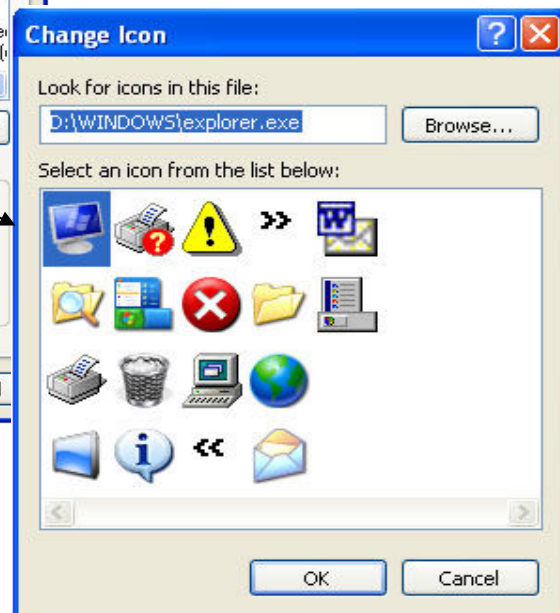 Change Icon
Look for icons in this file:
D:\WINDOWS\explorer.exe
Browse...
Select an icon from the list below:
>>
W
<<
OK
Cancel